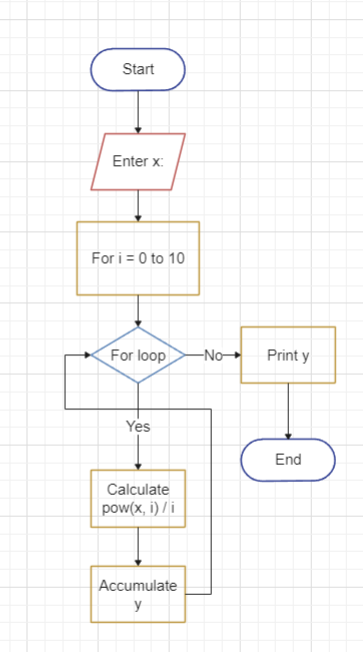 Start
Enter x:
For i = 0 to 10
For loop
No
Print y
Yes
End
Calculate
pow(x, i) / i
Accumulate
y